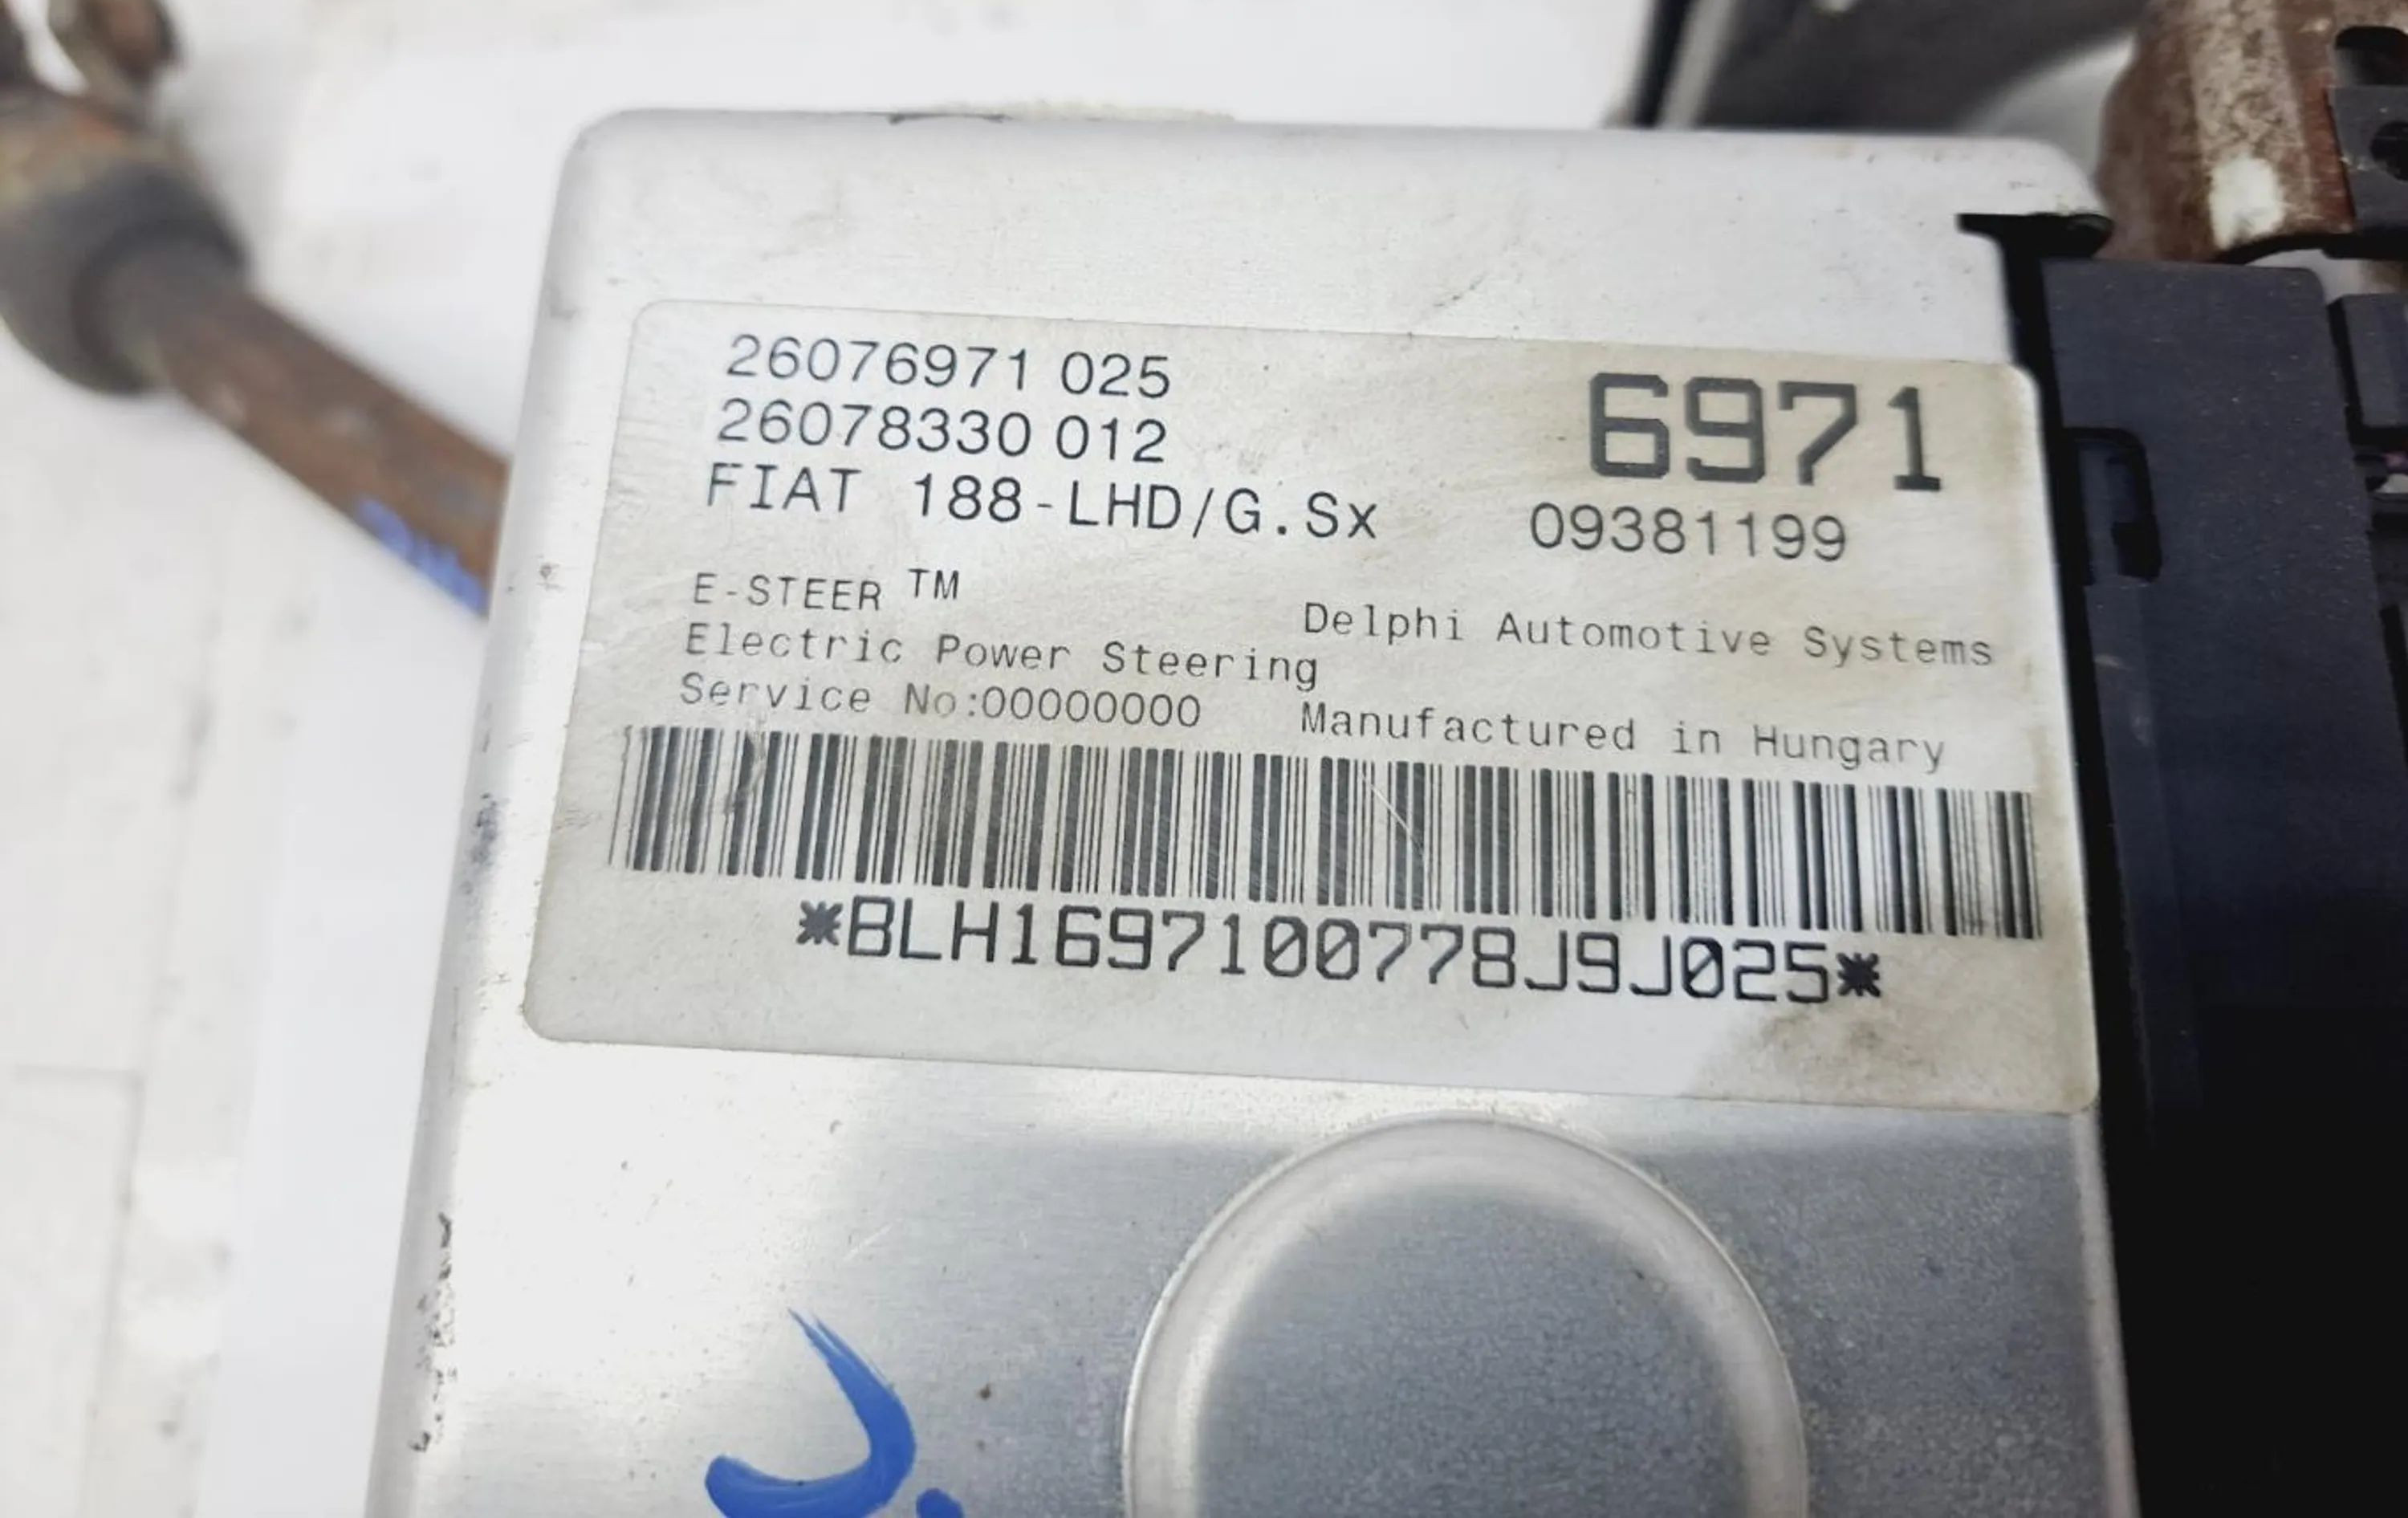 26076971 025
26078330 012
FIAT 188-LHD/G.Sx
6971
09381199
E-STEER TM
Electric Power Steering
Service No:00000000
Delphi Automotive Systems
Manufactured in Hungary
*BLH1697100778J9J025*